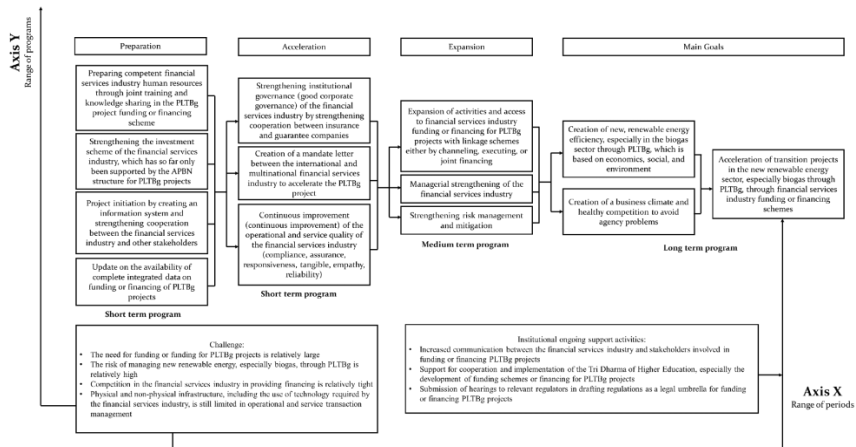 Axis Y
Range of programs
Preparation
Acceleration
Expansion
Main Goals
Preparing competent financial
services industry human resources
through joint training and
knowledge sharing in the PLTBg
project funding or financing
scheme
Strengthening the investment
scheme of the financial services
industry, which has so far only
been supported by the APBN
structure for PLTBg projects
Project initiation by creating an
information system and
strengthening cooperation
between the financial services
industry and other stakeholders
Update on the availability of
complete integrated data on
funding or financing of PLTBg
projects
Short term program
Strengthening institutional
governance (good corporate
governance) of the financial
services industry by strengthening
cooperation between insurance
and guarantee companies
Creation of a mandate letter
between the international and
multinational financial services
industry to accelerate the PLTBg
project
Continuous improvement
(continuous improvement) of the
operational and service quality of
the financial services industry
(compliance, assurance,
responsiveness, tangible, empathy,
reliability)
Short term program
Expansion of activities and access
to financial services industry
funding or financing for PLTBg
projects with linkage schemes
either by channeling, executing, or
joint financing
Managerial strengthening of the
financial services industry
Strengthening risk management
and mitigation
Medium term program
Creation of new, renewable energy
efficiency, especially in the biogas
sector through PLTBg, which is
based on economics, social, and
environment
Creation of a business climate and
healthy competition to avoid
agency problems
Acceleration of transition projects
in the new renewable energy
sector, especially biogas through
PLTBg, through financial services
industry funding or financing
schemes
Long term program
Challenge:
• The need for funding or funding for PLTBg projects is relatively large
• The risk of managing new renewable energy, especially biogas, through PLTBg is
relatively high
• Competition in the financial services industry in providing financing is relatively tight
• Physical and non-physical infrastructure, including the use of technology required by
the financial services industry, is still limited in operational and service transaction
management
Institutional ongoing support activities:
• Increased communication between the financial services industry and stakeholders involved in
funding or financing PLTBg projects
• Support for cooperation and implementation of the Tri Dharma of Higher Education, especially the
development of funding schemes or financing for PLTBg projects
• Submission of hearings to relevant regulators in drafting regulations as a legal umbrella for funding
or financing PLTBg projects
Axis X
Range of periods